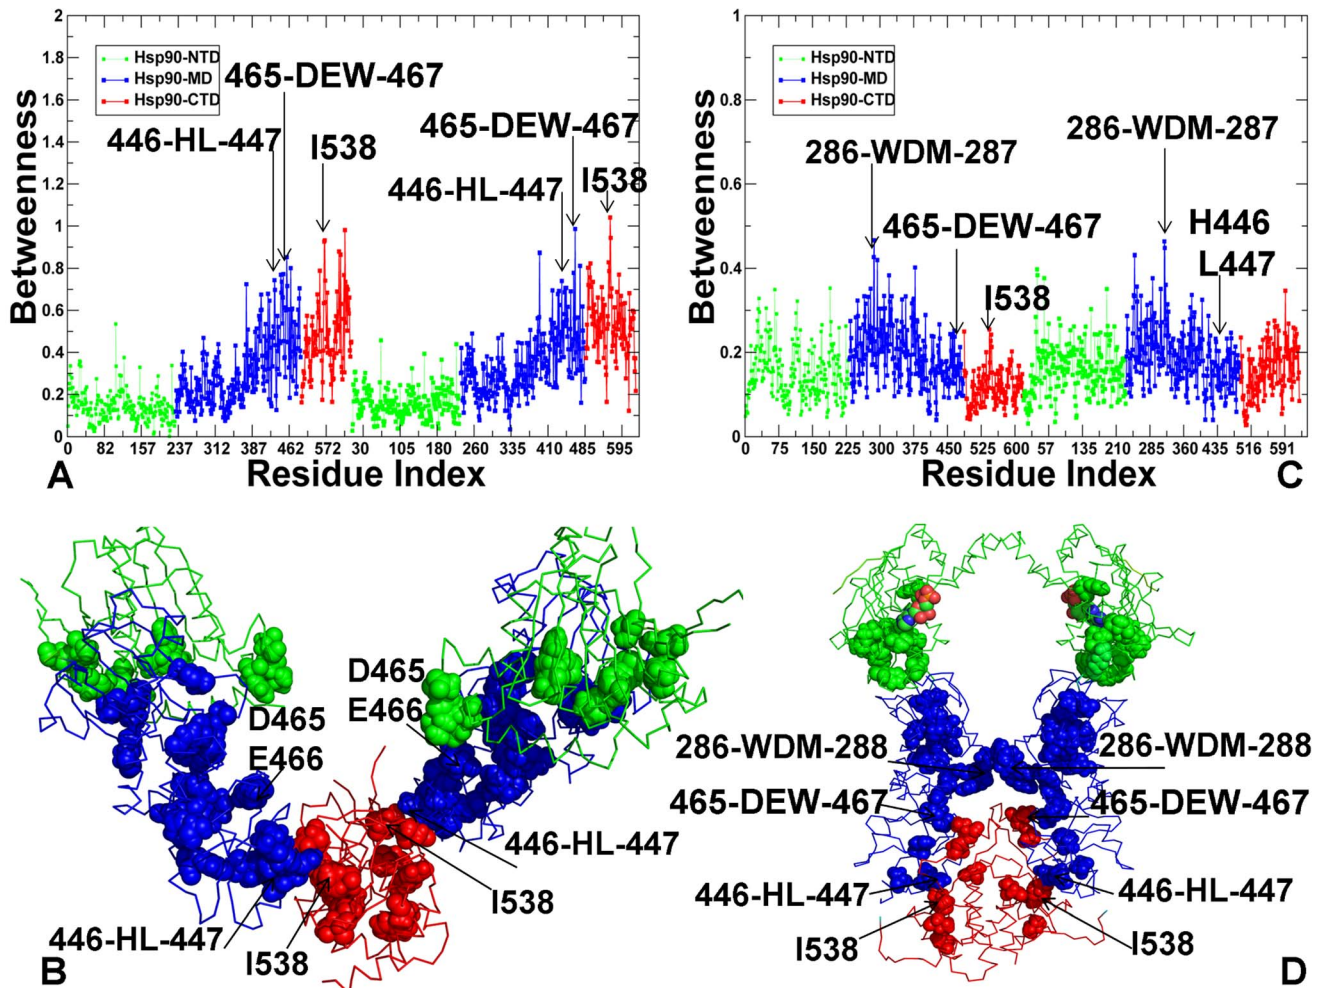 2
1.8
1.6
1.4
1.2
1
0.8
0.6
0.4
0.2
0
Betweenness
Hsp90-NTD
Hsp90-MD
Hsp90-CTD
465-DEW-467
446-HL-447
I538
465-DEW-467
446-HL-447
I538
0 82 157 237 312 387 462 572 30 105 180 260 335 410 485 595
Residue Index
A
1
0.8
0.6
0.4
0.2
0
Betweenness
Hsp90-NTD
Hsp90-MD
Hsp90-CTD
286-WDM-287
286-WDM-287
465-DEW-467
H446
L447
I538
0 75 150 225 300 375 450 525 600 57 135 210 285 360 435 516 591
Residue Index
C
D465
E466
D465
E466
446-HL-447
I538
446-HL-447
I538
B
286-WDM-288
286-WDM-288
465-DEW-467
465-DEW-467
446-HL-447
446-HL-447
I538
I538
D